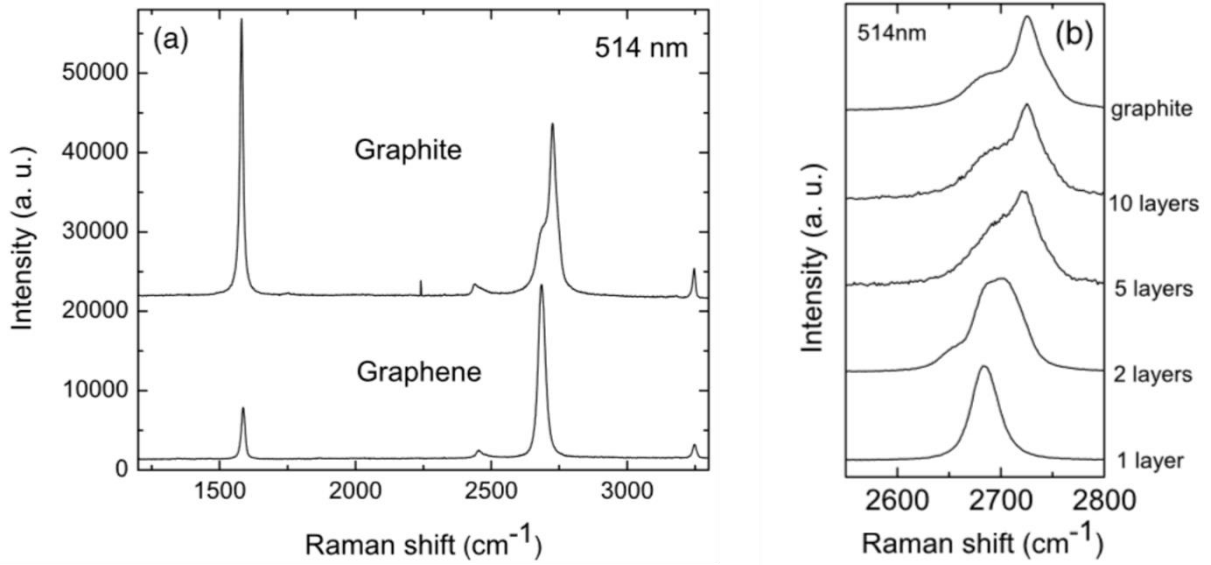 (a)
514 nm
Graphite
Graphene
Intensity (a. u.)
50000
40000
30000
20000
10000
0
1500
2000
2500
3000
Raman shift (cm-1)
514nm
(b)
graphite
10 layers
5 layers
2 layers
1 layer
Intensity (a. u.)
2600
2700
2800
Raman shift (cm-1)